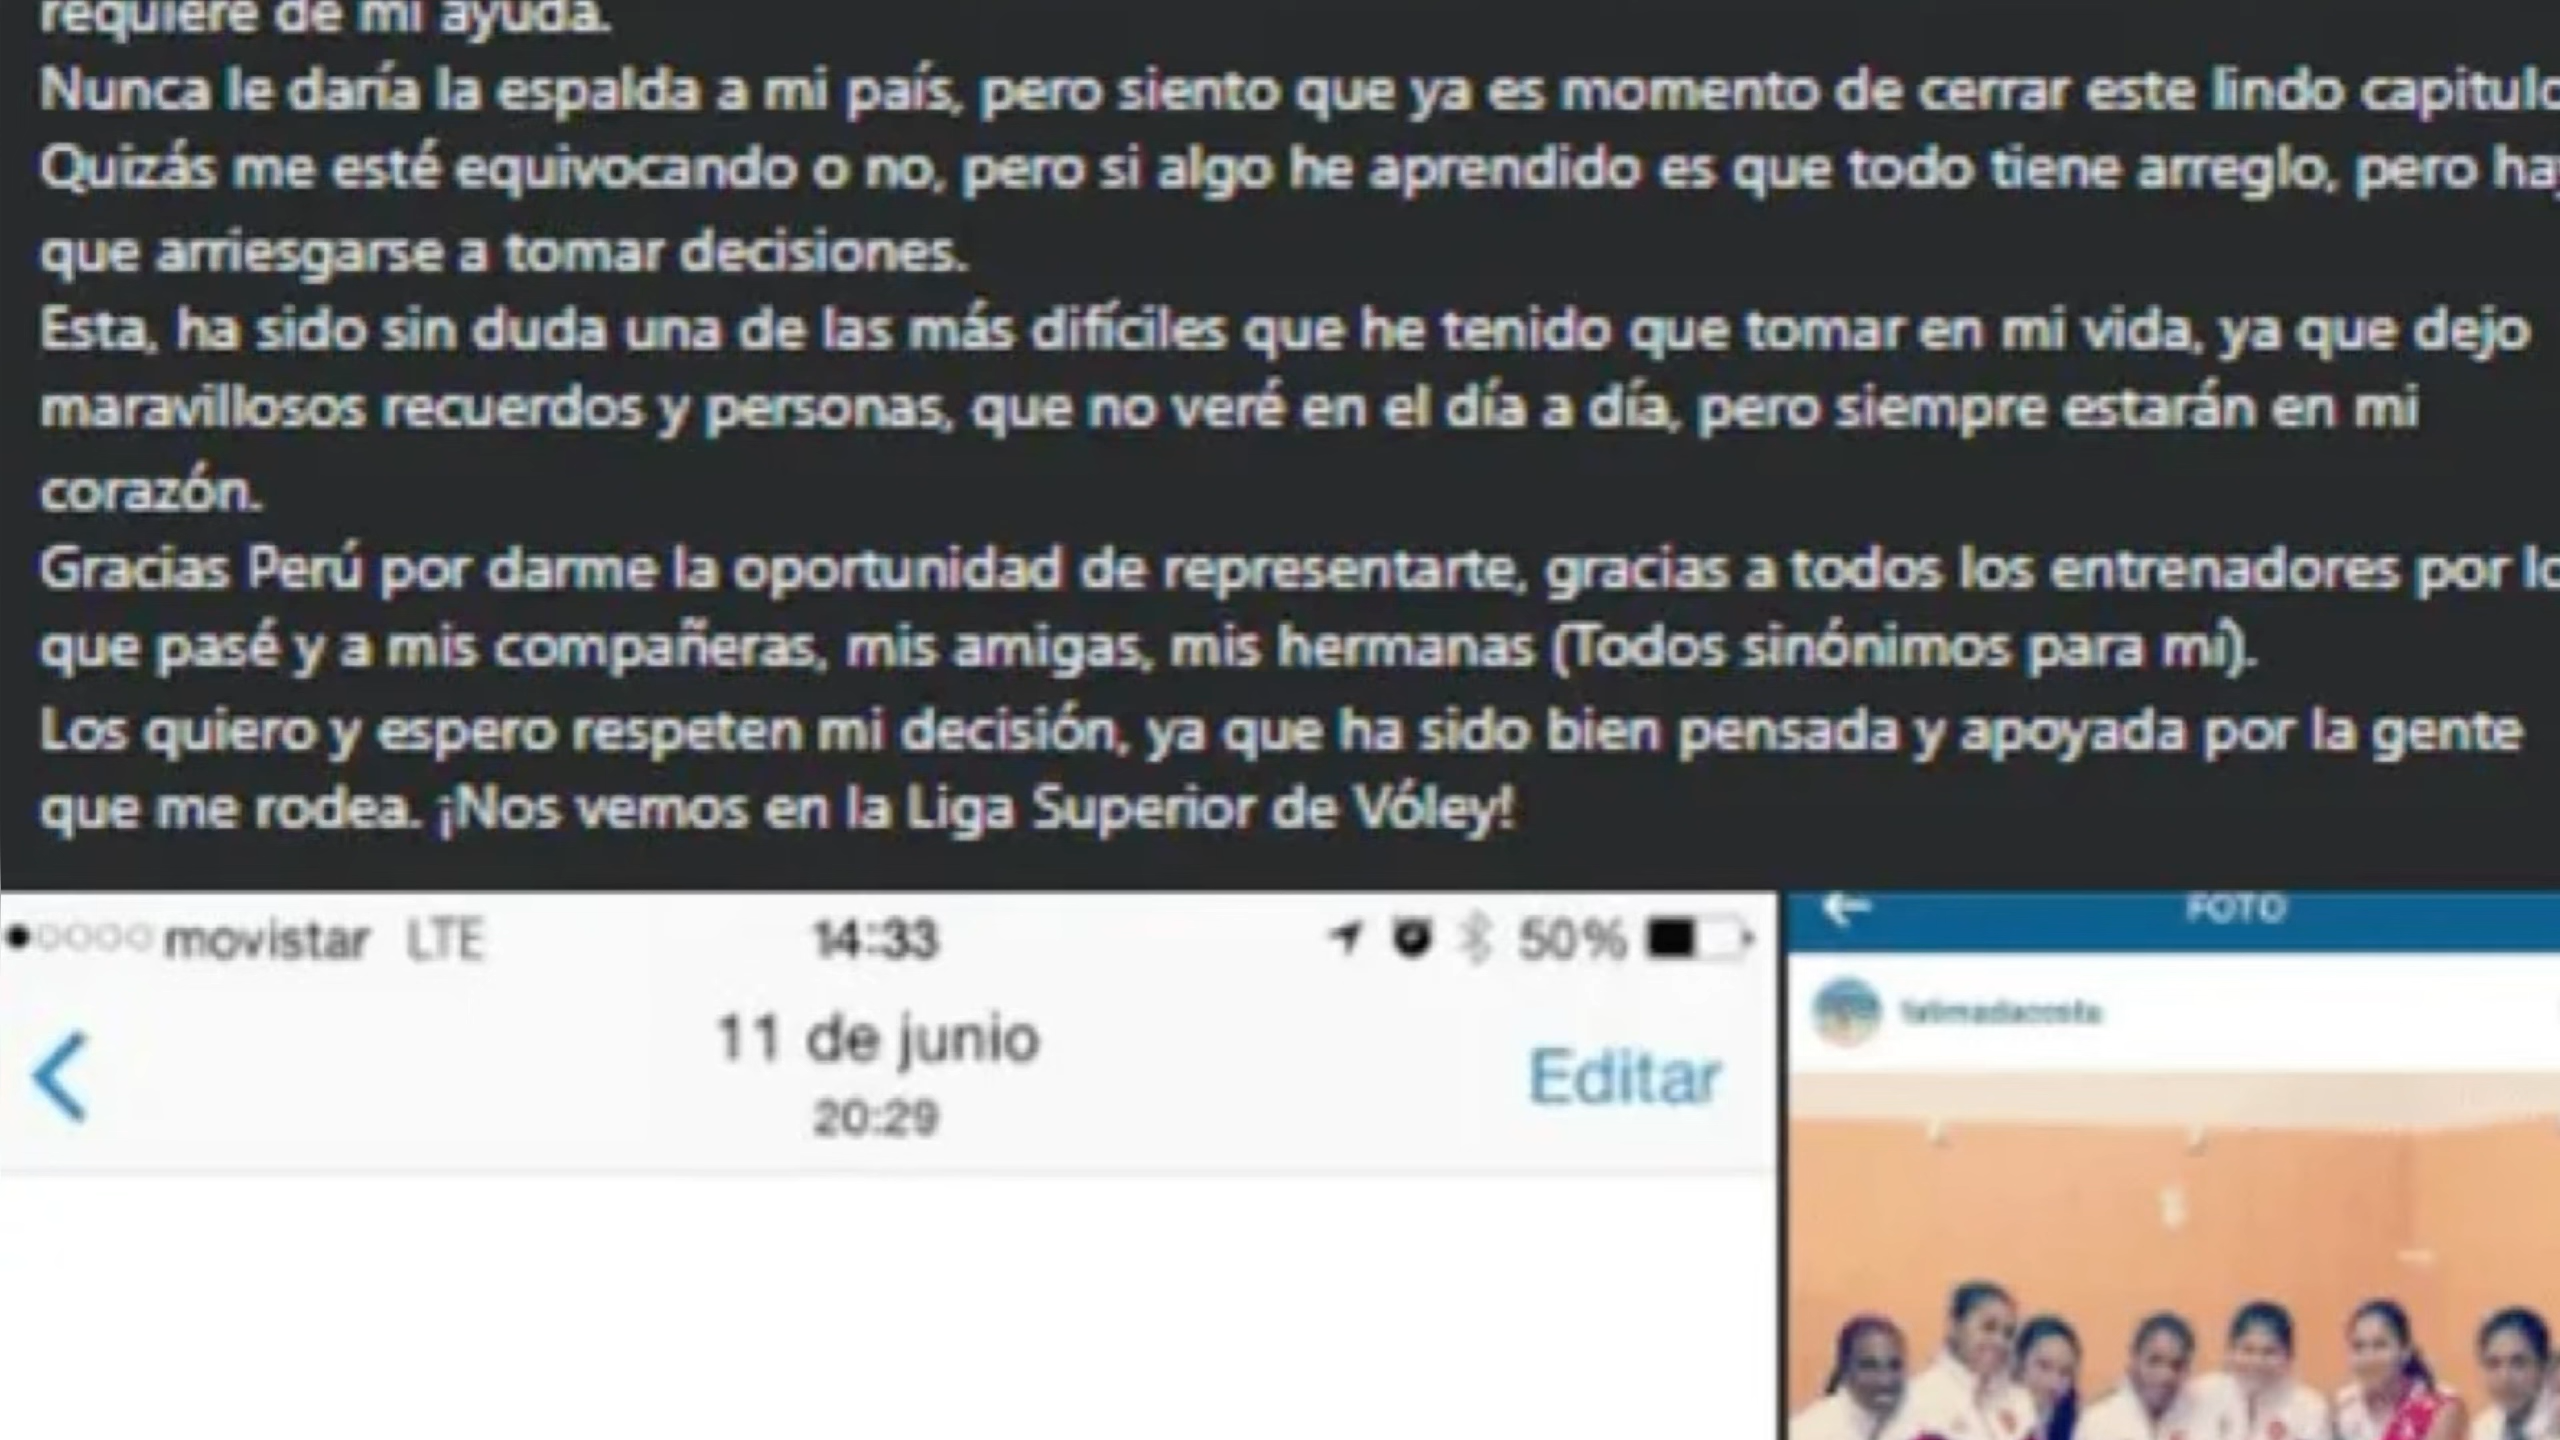 requiere de mi ayuda.
Nunca le daría la espalda a mi país, pero siento que ya es momento de cerrar este lindo capitulo
Quizás me esté equivocando o no, pero si algo he aprendido es que todo tiene arreglo, pero hay
que arriesgarse a tomar decisiones.
Esta, ha sido sin duda una de las más difíciles que he tenido que tomar en mi vida, ya que dejo
maravillosos recuerdos y personas, que no veré en el día a día, pero siempre estarán en mi
corazón.
Gracias Perú por darme la oportunidad de representarte, gracias a todos los entrenadores por lo
que pasé y a mis compañeras, mis amigas, mis hermanas (Todos sinónimos para mi).
Los quiero y espero respeten mi decisión, ya que ha sido bien pensada y apoyada por la gente
que me rodea. ¡Nos vemos en la Liga Superior de Vóley!
movistar LTE 14:33 50%
11 de junio
20:29
Editar
FOTO